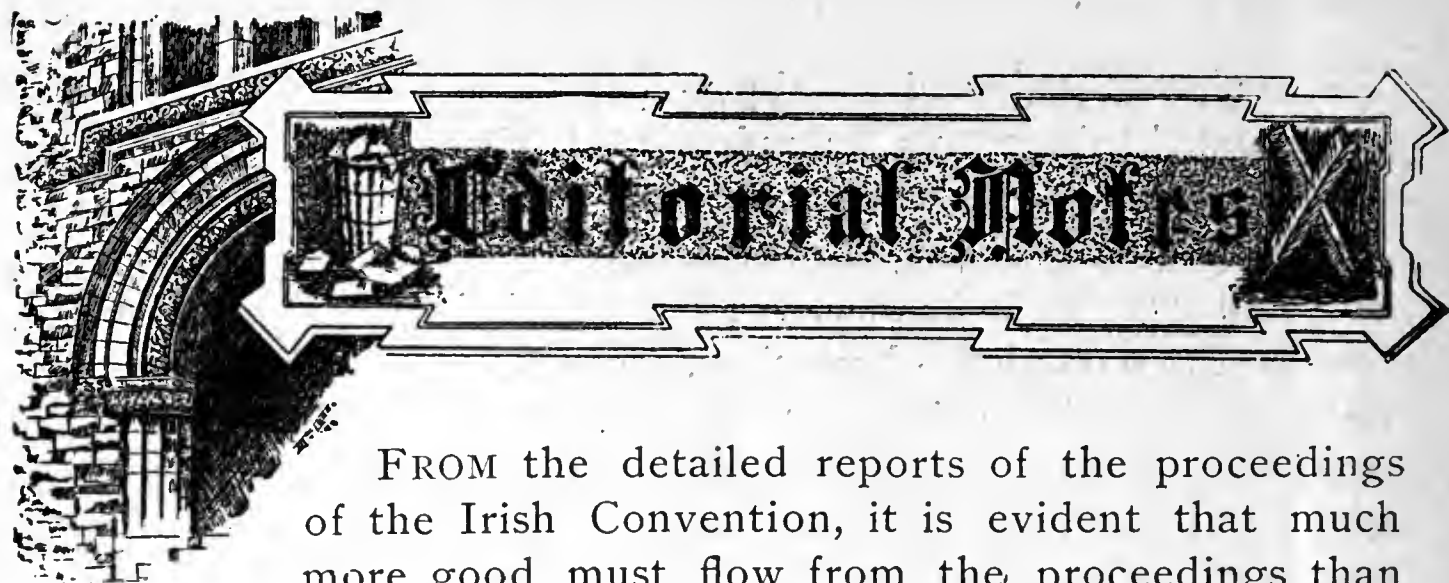 Editorial Notes
FROM the detailed reports of the proceedings
of the Irish Convention, it is evident that much
more good must flow from the proceedings than